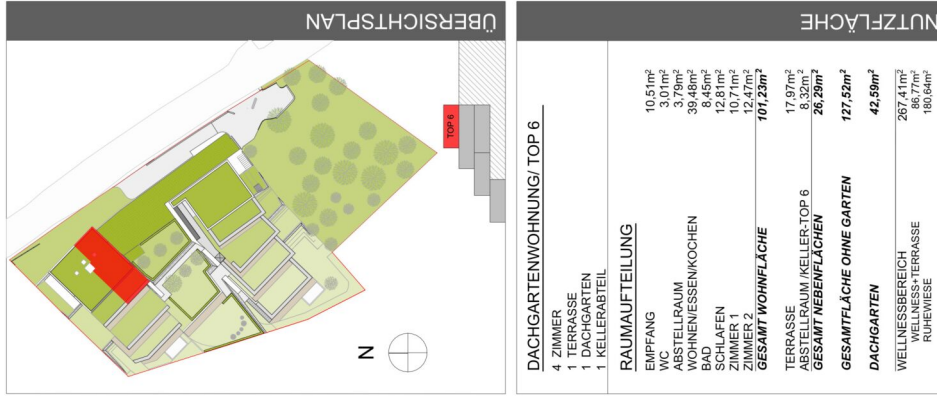 ÜBERSICHTSPLAN
TOP 6
N
NUTZFLÄCHE
DACHGARTENWOHNUNG/ TOP 6
4 ZIMMER
1 TERRASSE
1 DACHGARTEN
1 KELLERABTEIL
RAUMAUFTEILUNG
EMPFANG 10,51m²
WC 3,01m²
ABSTELLRAUM 3,79m²
WOHNEN/ESSEN/KOCHEN 39,48m²
BAD 8,45m²
SCHLAFEN 12,81m²
ZIMMER 1 10,71m²
ZIMMER 2 12,47m²
GESAMT WOHNFLÄCHE 101,23m²
TERRASSE 17,97m²
ABSTELLRAUM /KELLER-TOP 6 8,32m²
GESAMT NEBENFLÄCHEN 26,29m²
GESAMTFLÄCHE OHNE GARTEN 127,52m²
DACHGARTEN 42,59m²
WELLNESSBEREICH 267,41m²
WELLNESS+TERRASSE 86,77m²
RUHEWIESE 180,64m²